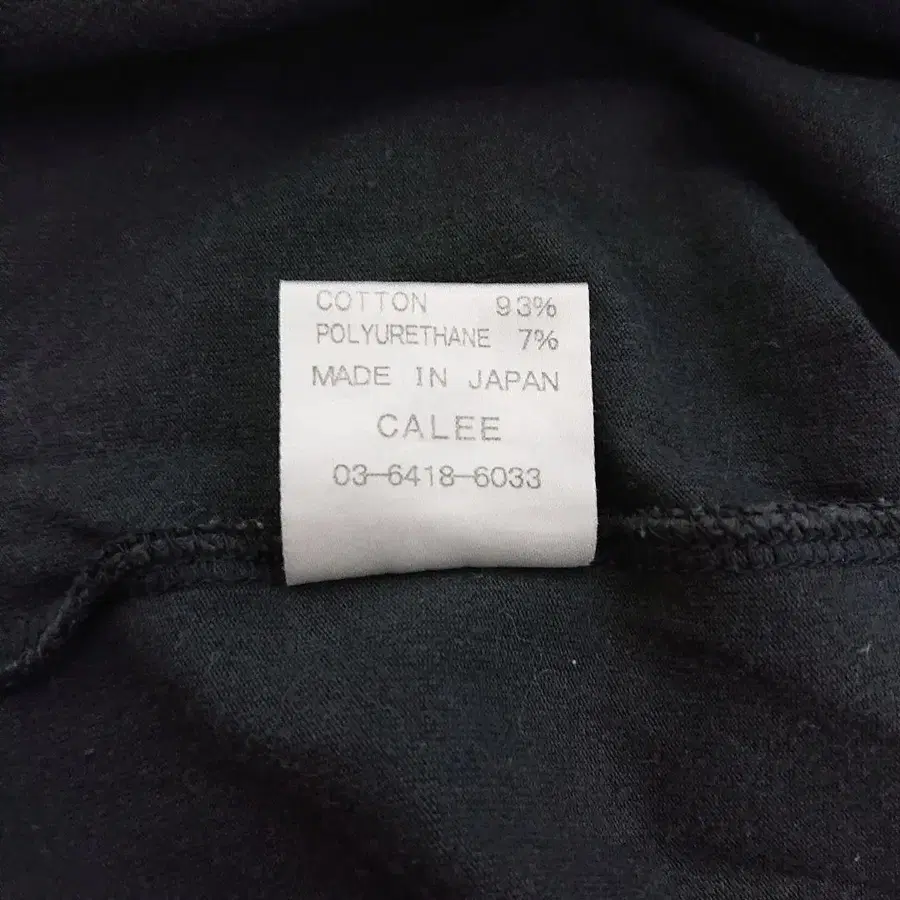 COTTON 93%
POLYURETHANE 7%
MADE IN JAPAN
CALEE
03-6418-6033